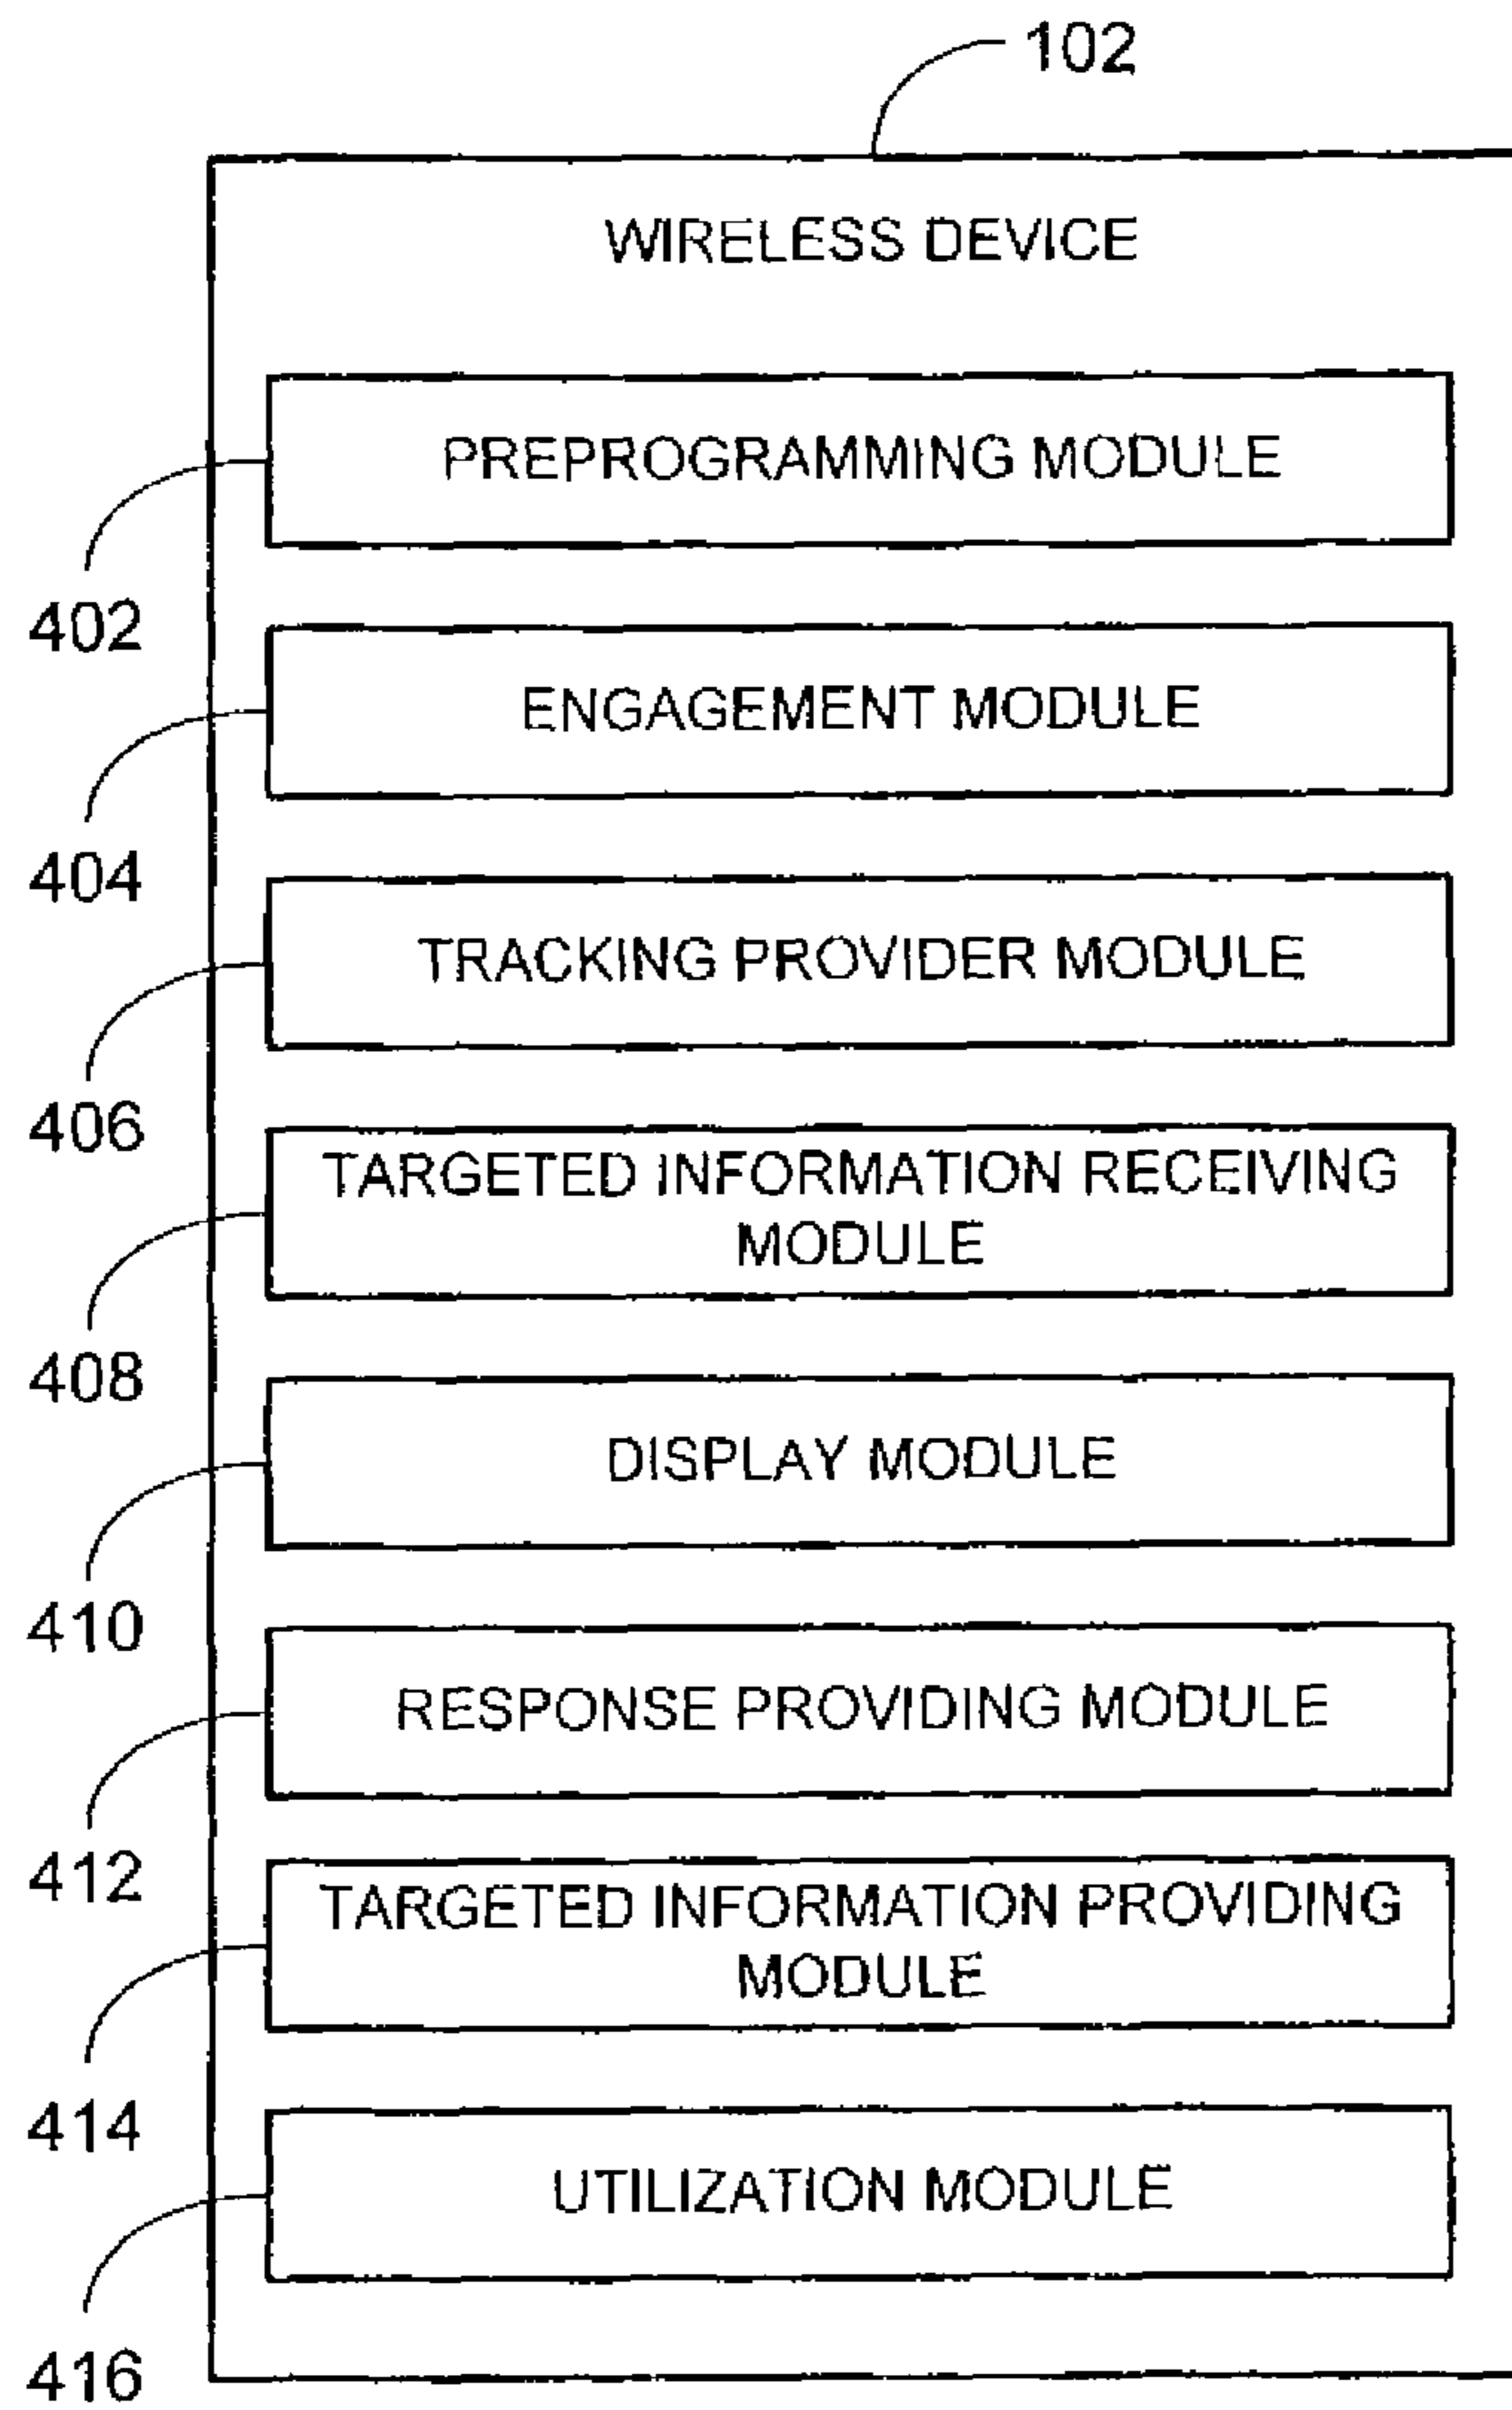 102
WIRELESS DEVICE
PREPROGRAMMING MODULE
402
ENGAGEMENT MODULE
404
TRACKING PROVIDER MODULE
406
TARGETED INFORMATION RECEIVING
MODULE
408
DISPLAY MODULE
410
RESPONSE PROVIDING MODULE
412
TARGETED INFORMATION PROVIDING
MODULE
414
UTILIZATION MODULE
416